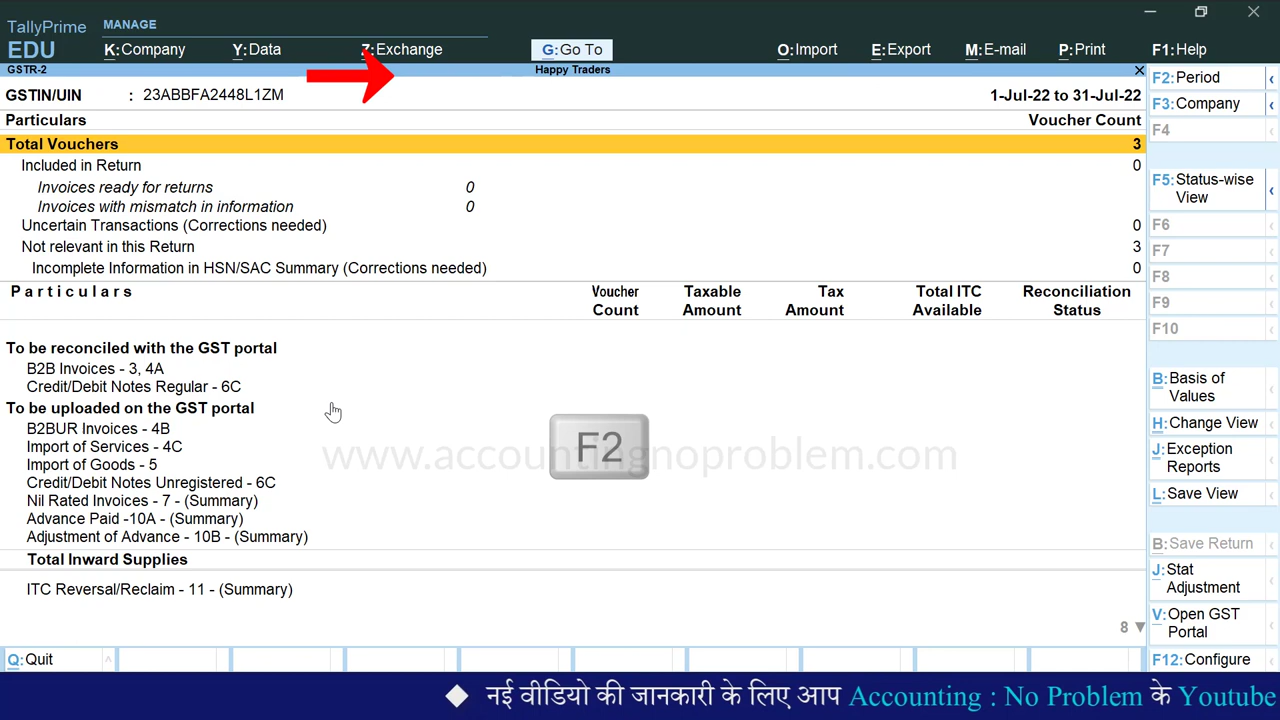 TallyPrime
EDU
MANAGE
K:Company Y:Data Z:Exchange G:Go To O:Import E:Export M:E-mail P:Print F1:Help
GSTR-2 Happy Traders
GSTIN/UIN : 23ABBFA2448L1ZM 1-Jul-22 to 31-Jul-22
Particulars Voucher Count
Total Vouchers 3
Included in Return 0
Invoices ready for returns 0
Invoices with mismatch in information 0
Uncertain Transactions (Corrections needed) 0
Not relevant in this Return 3
Incomplete Information in HSN/SAC Summary (Corrections needed) 0
Particulars Voucher Count Taxable Amount Tax Amount Total ITC Available Reconciliation Status
To be reconciled with the GST portal
B2B Invoices - 3, 4A
Credit/Debit Notes Regular - 6C
To be uploaded on the GST portal
B2BUR Invoices - 4B
Import of Services - 4C
Import of Goods - 5
Credit/Debit Notes Unregistered - 6C
Nil Rated Invoices - 7 - (Summary)
Advance Paid -10A - (Summary)
Adjustment of Advance - 10B - (Summary)
Total Inward Supplies
ITC Reversal/Reclaim - 11 - (Summary)
8
F2
www.accountingnoproblem.com
Q:Quit
F2:Period
F3:Company
F4
F5:Status-wise
View
F6
F7
F8
F9
F10
B:Basis of
Values
H:Change View
J:Exception
Reports
L:Save View
B:Save Return
J:Stat
Adjustment
V:Open GST
Portal
F12:Configure
नई वीडियो की जानकारी के लिए आप Accounting : No Problem के Youtube